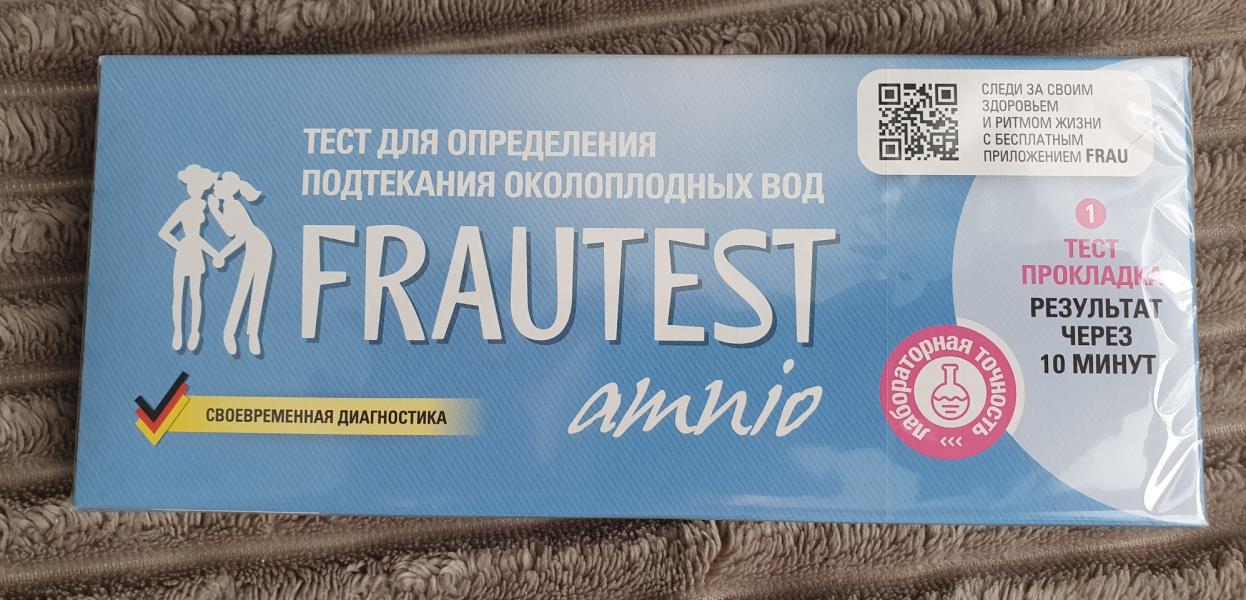 СЛЕДИ ЗА СВОИМ
ЗДОРОВЬЕМ
И РИТМОМ ЖИЗНИ
С БЕСПЛАТНЫМ
ПРИЛОЖЕНИЕМ FRAU
ТЕСТ ДЛЯ ОПРЕДЕЛЕНИЯ
ПОДТЕКАНИЯ ОКОЛОПЛОДНЫХ ВОД
FRAUTEST
amnio
СВОЕВРЕМЕННАЯ ДИАГНОСТИКА
1
ТЕСТ
ПРОКЛАДКА
РЕЗУЛЬТАТ
ЧЕРЕЗ
10 МИНУТ
лабораторная точность
<<<